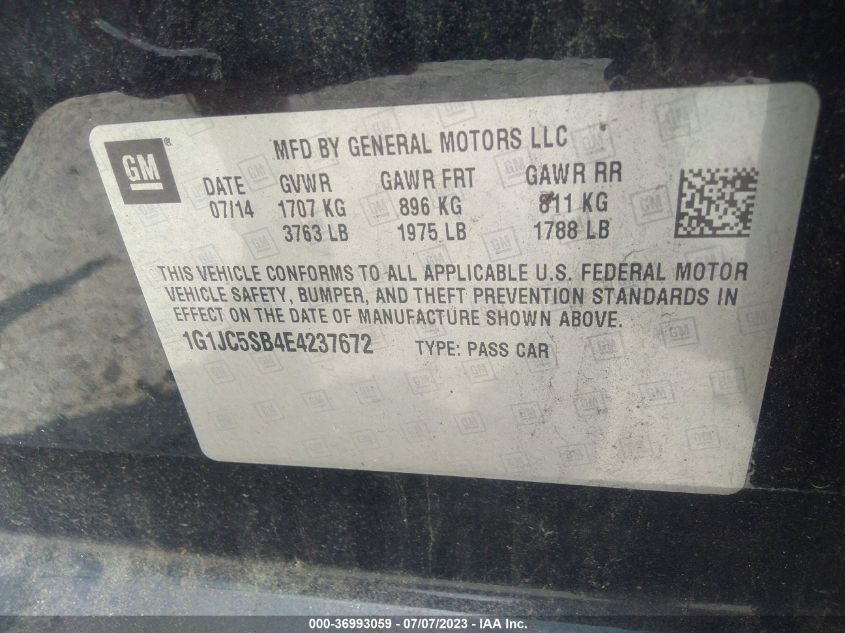 MFD BY GENERAL MOTORS LLC
GM®
DATE GVWR GAWR FRT GAWR RR
07/14 1707 KG 896 KG 811 KG
3763 LB 1975 LB 1788 LB
THIS VEHICLE CONFORMS TO ALL APPLICABLE U.S. FEDERAL MOTOR
VEHICLE SAFETY, BUMPER, AND THEFT PREVENTION STANDARDS IN
EFFECT ON THE DATE OF MANUFACTURE SHOWN ABOVE.
1G1JC5SB4E4237672 TYPE: PASS CAR
000-36993059 - 07/07/2023 - IAA Inc.